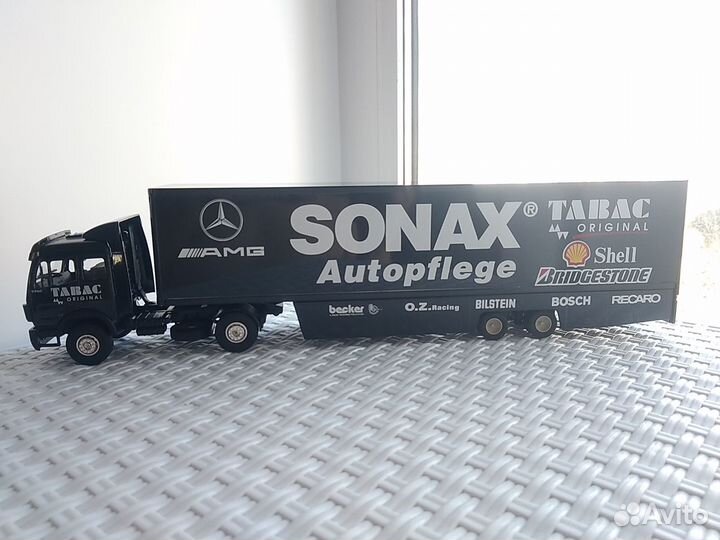 SONAX®
Autopflege
AMG
TABAC
ORIGINAL
Shell
BRIDGESTONE
TABAC
ORIGINAL
becker
O.Z.Racing
BILSTEIN
BOSCH
RECARO
Avito